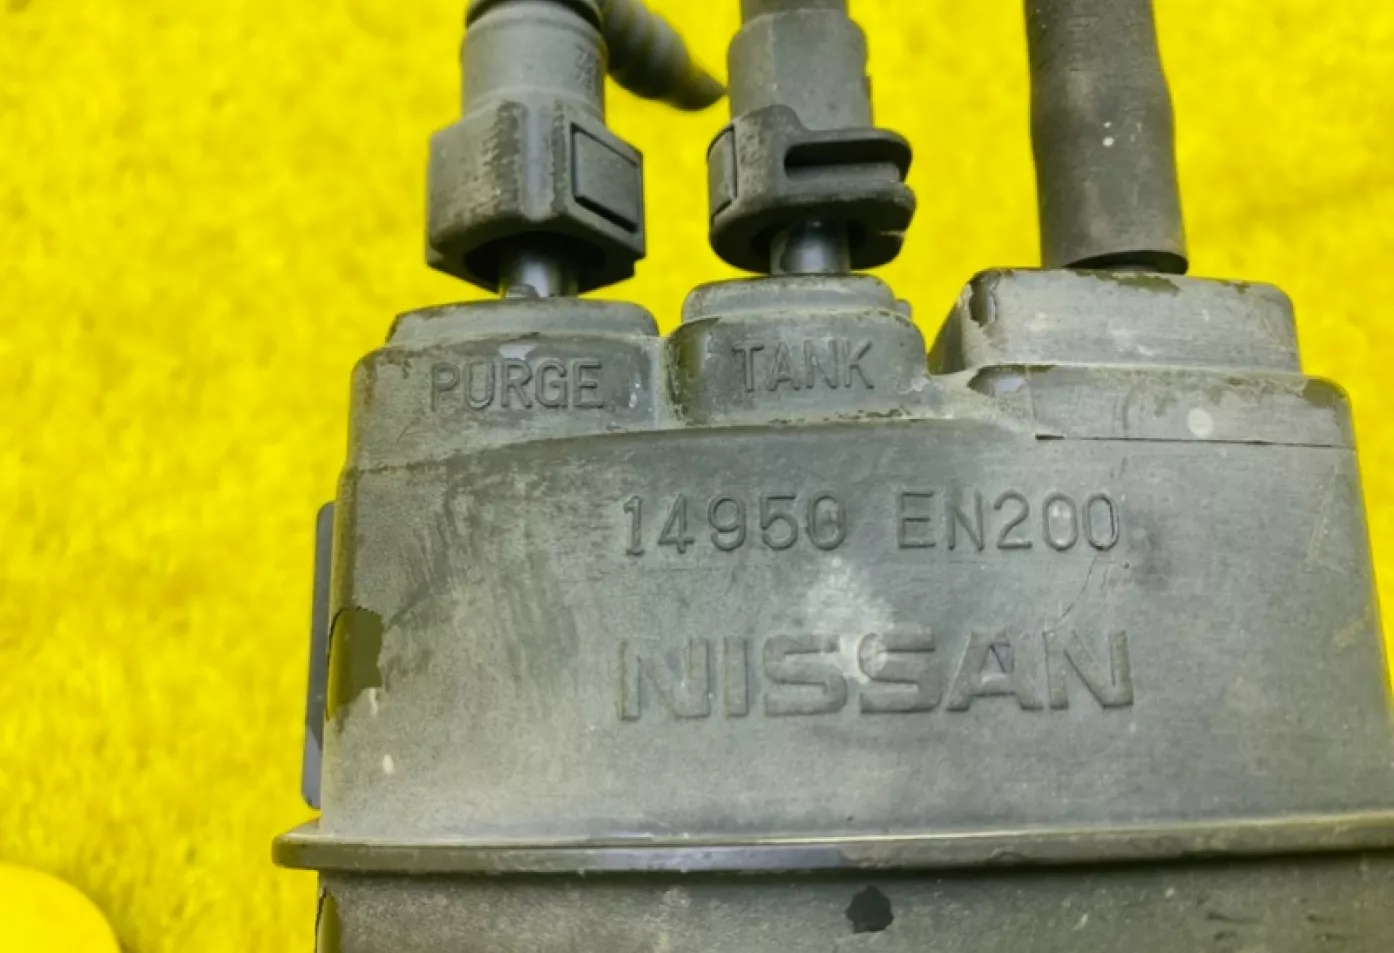 PURGE TANK
14950 EN200
NISSAN